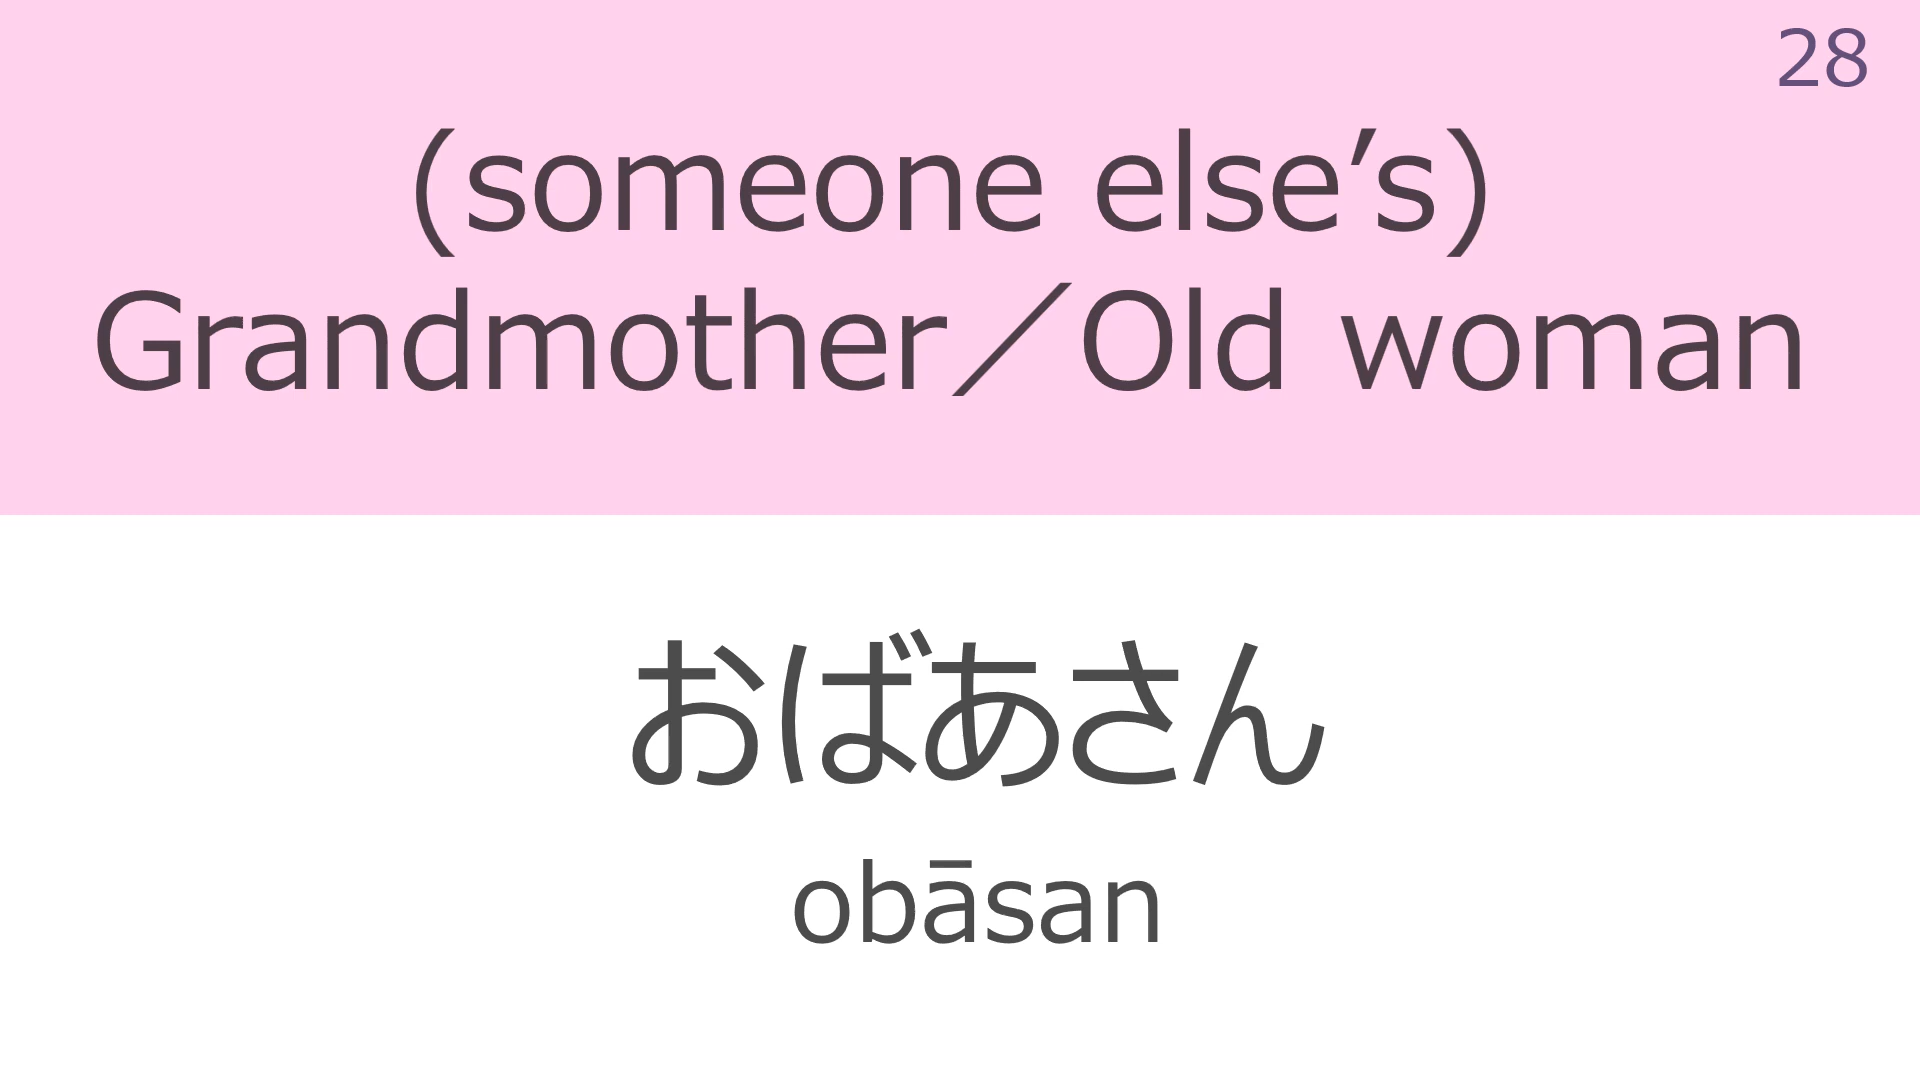 28
(someone else’s)
Grandmother／Old woman
おばあさん
obāsan